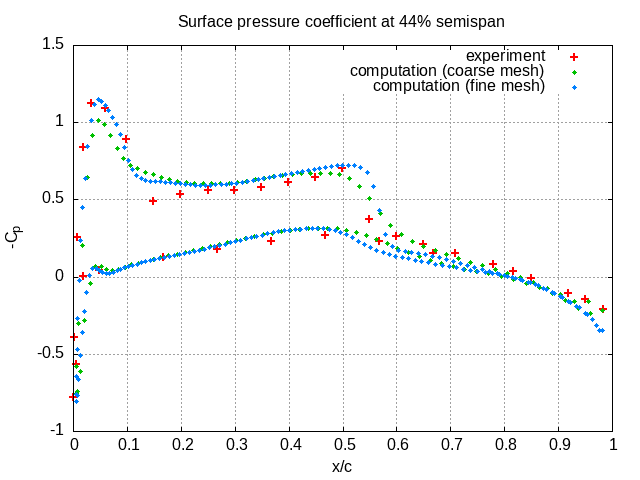 Surface pressure coefficient at 44% semispan
1.5
experiment
computation (coarse mesh)
computation (fine mesh)
1
0.5
-Cp
0
-0.5
-1
0 0.1 0.2 0.3 0.4 0.5 0.6 0.7 0.8 0.9 1
x/c